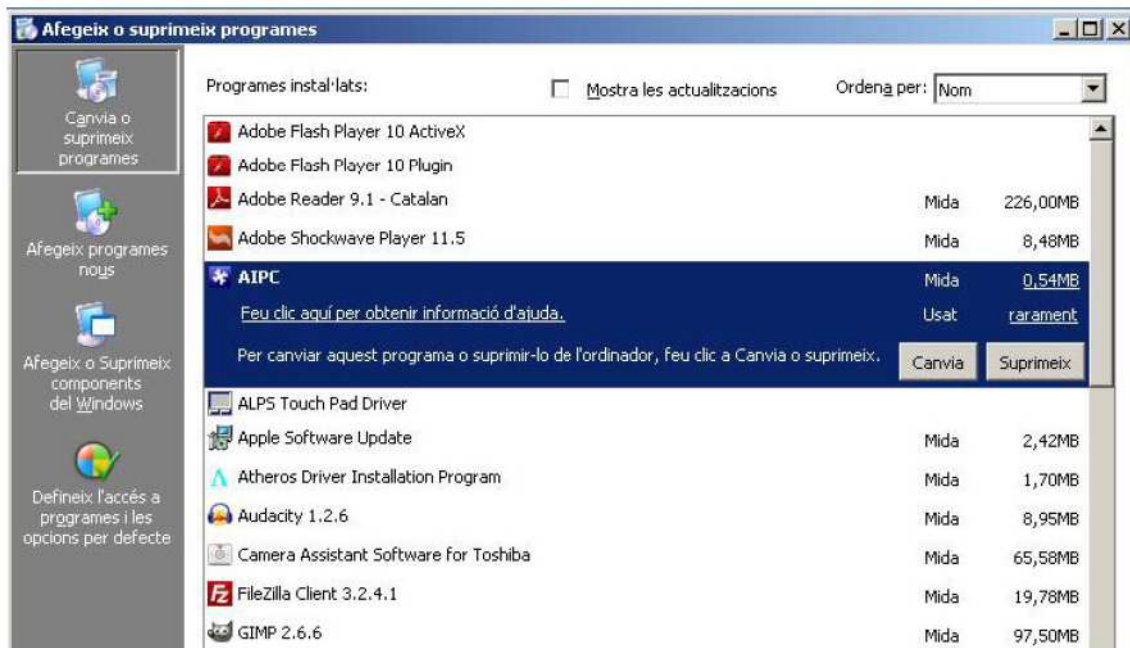 Afegeix o suprimeix programes
Canvia o
suprimeix
programes
Afegeix programes
nous
Afegeix o Suprimeix
components
del Windows
Defineix l'accés a
programes i les
opcions per defecte
Programes instal·lats:
Mostra les actualitzacions
Ordena per: Nom
Adobe Flash Player 10 ActiveX
Adobe Flash Player 10 Plugin
Adobe Reader 9.1 - Catalan Mida 226,00MB
Adobe Shockwave Player 11.5 Mida 8,48MB
AIPC Mida 0,54MB
Feu clic aquí per obtenir informació d'ajuda. Usat rarament
Per canviar aquest programa o suprimir-lo de l'ordinador, feu clic a Canvia o suprimeix. Canvia Suprimeix
ALPS Touch Pad Driver
Apple Software Update Mida 2,42MB
Atheros Driver Installation Program Mida 1,70MB
Audacity 1.2.6 Mida 8,95MB
Camera Assistant Software for Toshiba Mida 65,58MB
FileZilla Client 3.2.4.1 Mida 19,78MB
GIMP 2.6.6 Mida 97,50MB